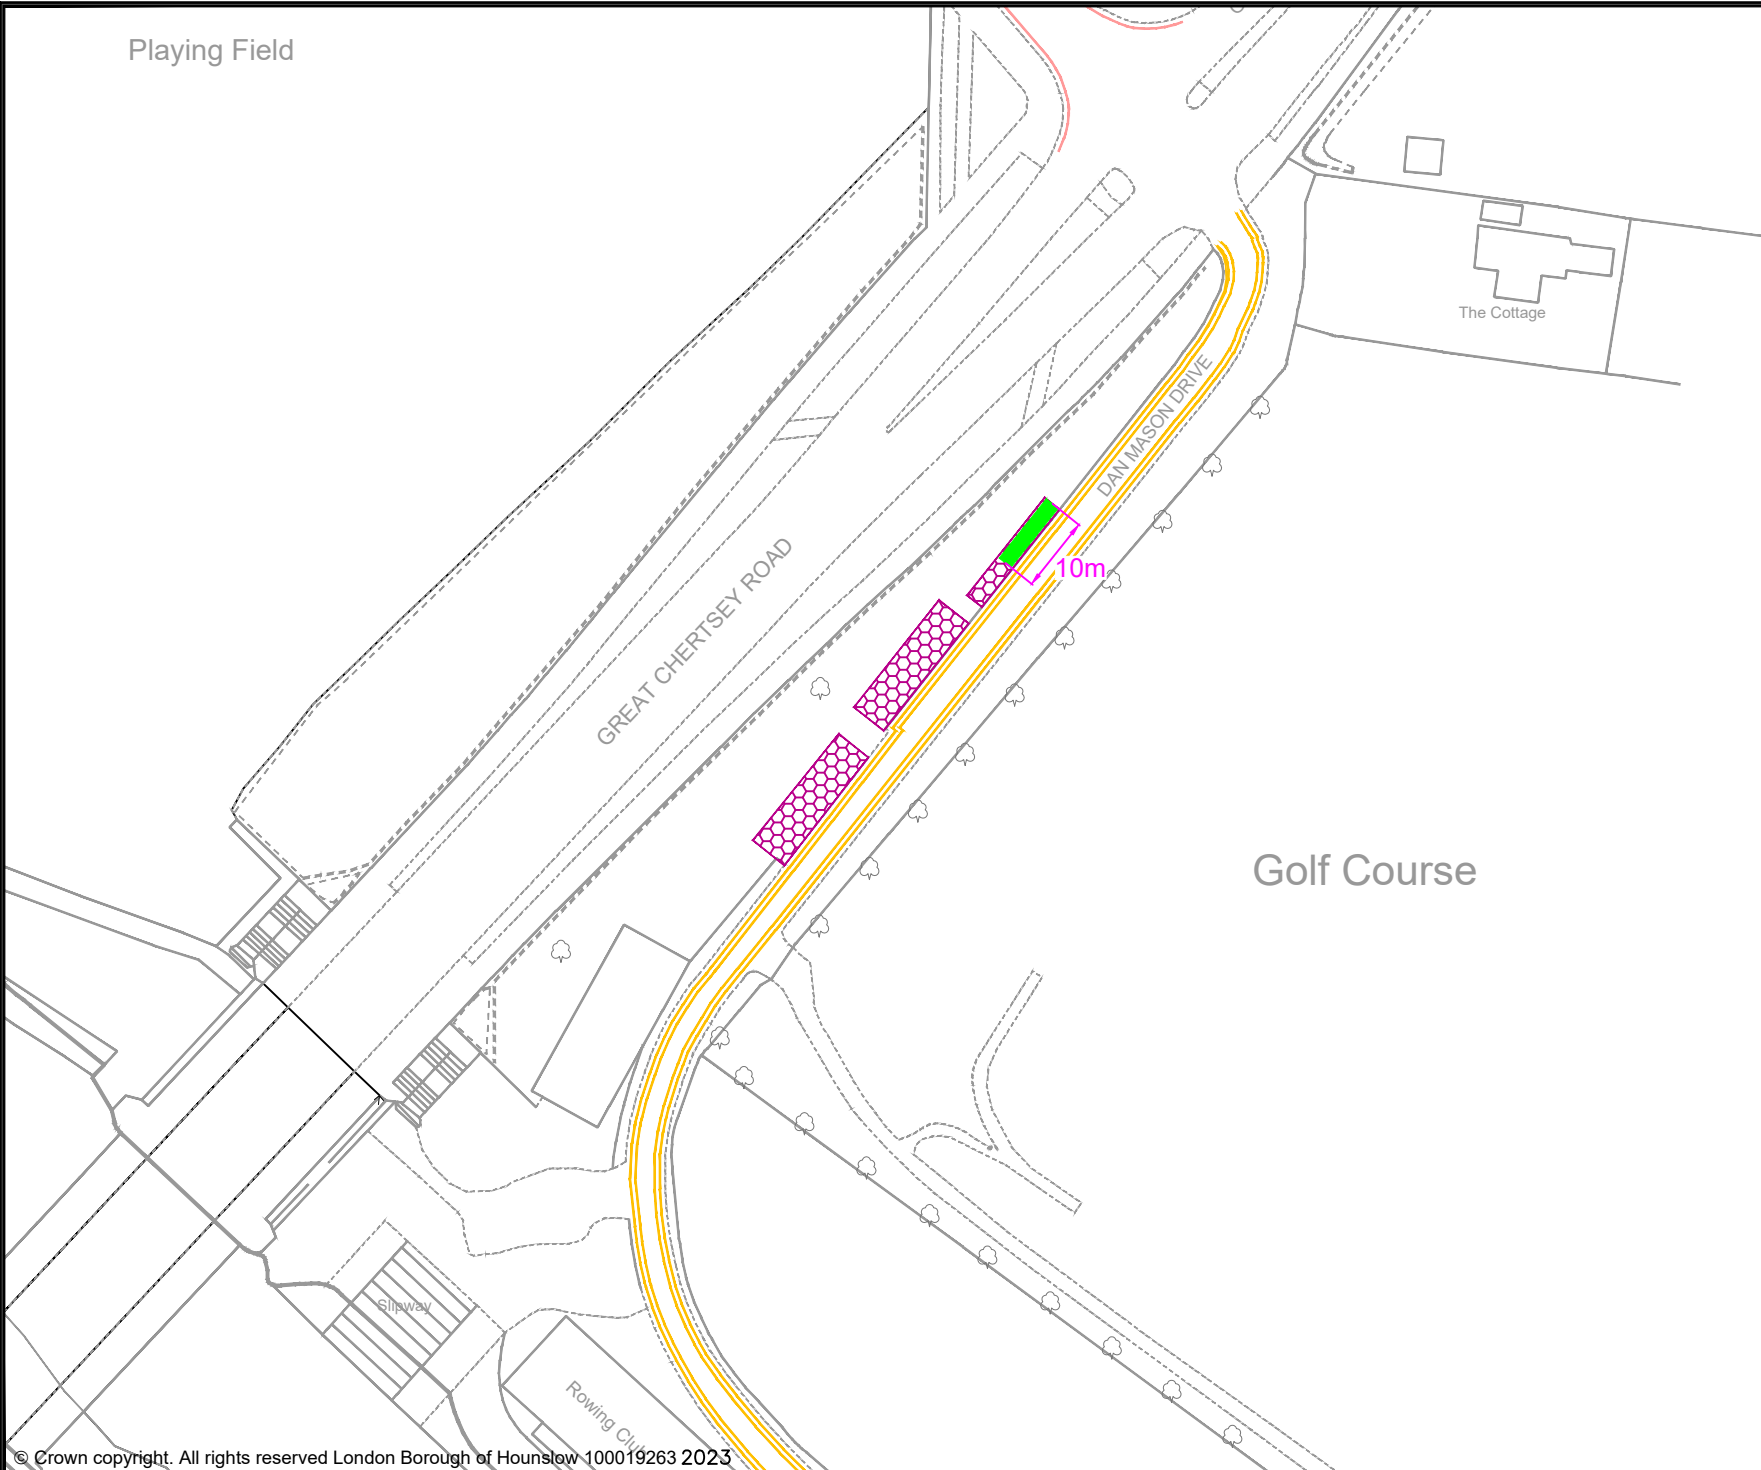 Playing Field
The Cottage
DAN MASON DRIVE
10m
GREAT CHERTSEY ROAD
Golf Course
Slipway
Rowing Club
© Crown copyright. All rights reserved London Borough of Hounslow 100019263 2023